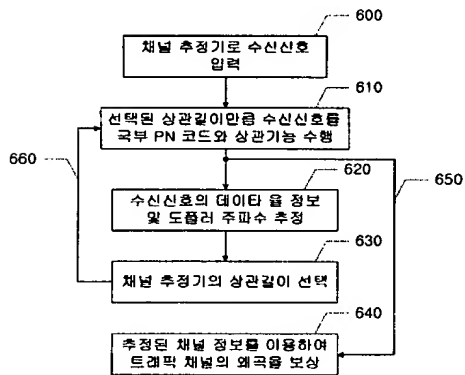 600
채널 추정기로 수신신호
입력
610
선택된 상관길이만큼 수신신호를
국부 PN 코드와 상관기능 수행
660
650
620
수신신호의 데이타 율 정보
및 도플러 주파수 추정
630
채널 추정기의 상관길이 선택
640
추정된 채널 정보를 이용하여
트래픽 채널의 왜곡을 보상